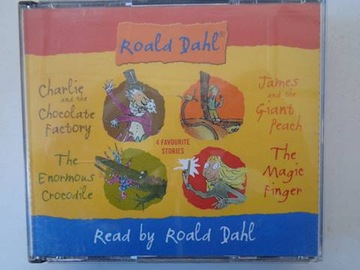 Roald Dahl
Charlie
and the
Chocolate
Factory
James
and the
Giant
Peach
4 FAVOURITE
STORIES
The
Enormous
Crocodile
The
Magic
Finger
Read by Roald Dahl